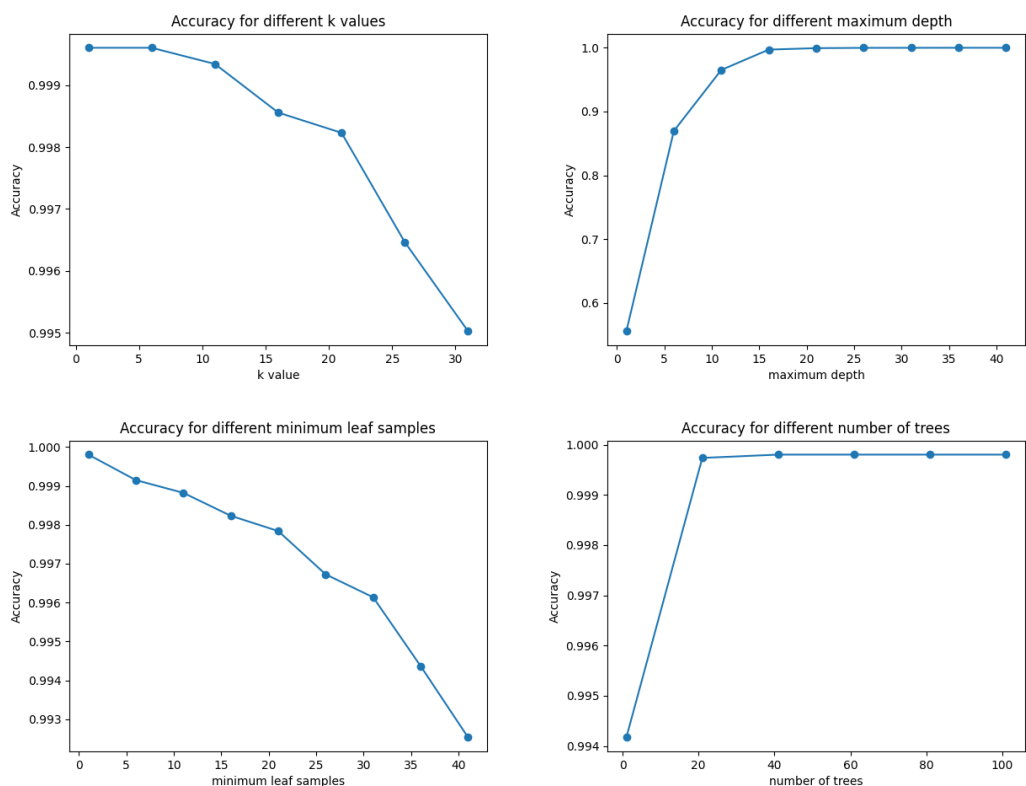 Accuracy for different k values
Accuracy
0.999
0.998
0.997
0.996
0.995
0 5 10 15 20 25 30
k value
Accuracy for different maximum depth
Accuracy
1.0
0.9
0.8
0.7
0.6
0 5 10 15 20 25 30 35 40
maximum depth
Accuracy for different minimum leaf samples
Accuracy
1.000
0.999
0.998
0.997
0.996
0.995
0.994
0.993
0 5 10 15 20 25 30 35 40
minimum leaf samples
Accuracy for different number of trees
Accuracy
1.000
0.999
0.998
0.997
0.996
0.995
0.994
0 20 40 60 80 100
number of trees